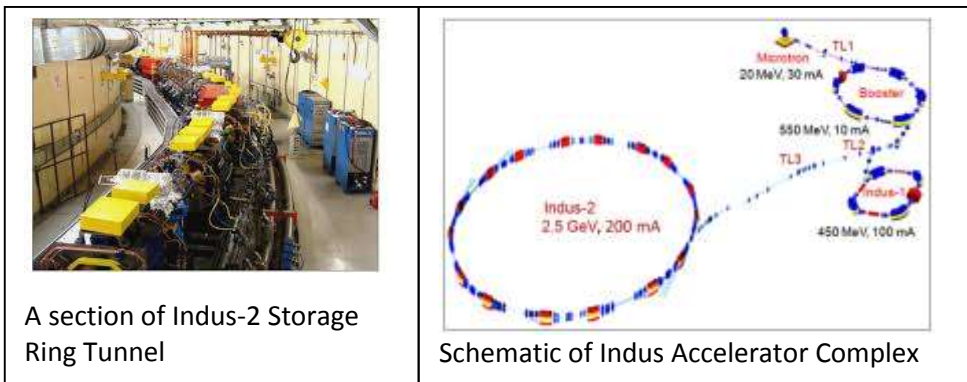 A section of Indus-2 Storage
Ring Tunnel
TL1
Microtron
20 MeV, 30 mA
Booster
550 MeV, 10 mA
TL2
TL3
Indus-1
450 MeV, 100 mA
Indus-2
2.5 GeV, 200 mA
Schematic of Indus Accelerator Complex